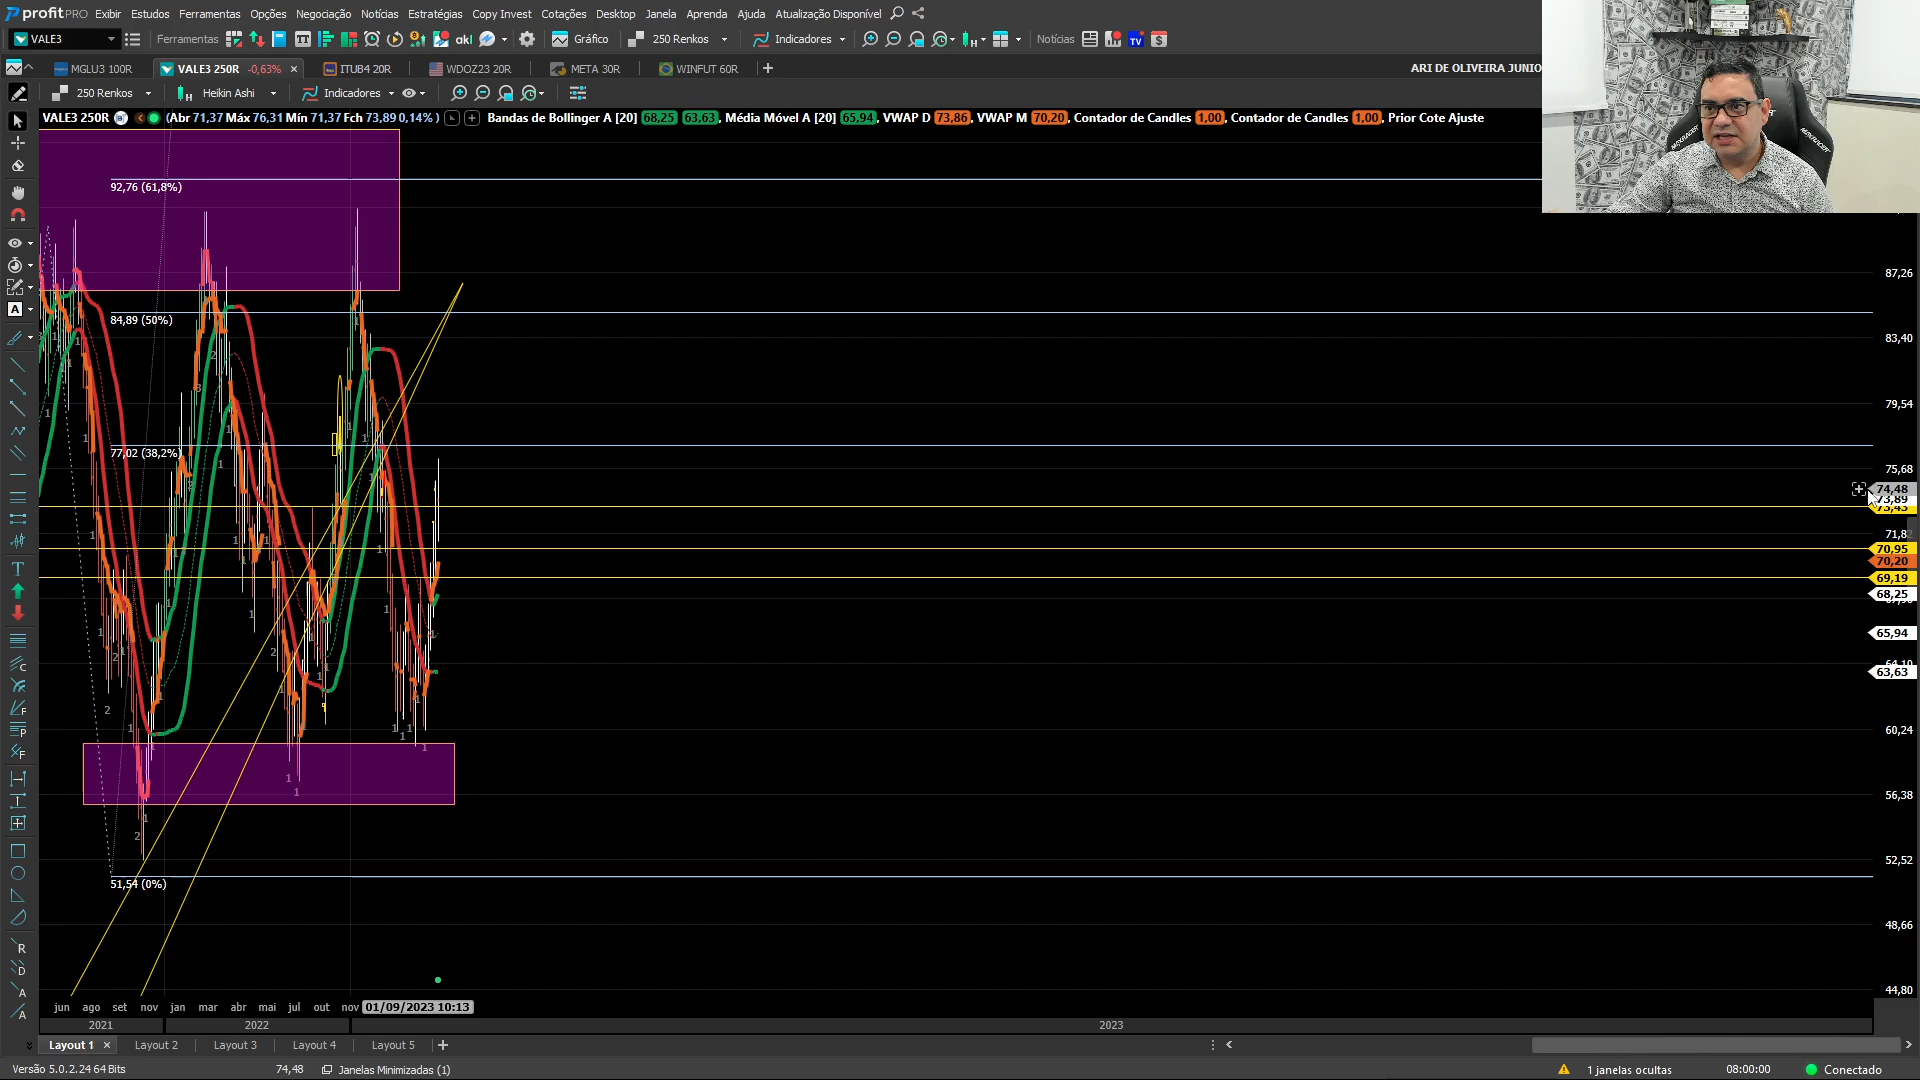 profitPRO Exibir Estudos Ferramentas Opções Negociação Notícias Estratégias Copy Invest Cotações Desktop Janela Aprenda Ajuda Atualização Disponível
VALE3 Ferramentas akl Gráfico 250 Renkos Indicadores Notícias TV
MGLU3 100R VALE3 250R -0,63% ITUB4 20R WDOZ23 20R META 30R WINFUT 60R ARI DE OLIVEIRA JUNIO
250 Renkos Heikin Ashi Indicadores
VALE3 250R (Abr 71,37 Máx 76,31 Mín 71,37 Fch 73,89 0,14% ) Bandas de Bollinger A [20] 68,25 63,63, Média Móvel A [20] 65,94, VWAP D 73,86, VWAP M 70,20, Contador de Candles 1,00, Contador de Candles 1,00, Prior Cote Ajuste
92,76 (61,8%)
87,26
84,89 (50%)
83,40
79,54
77,02 (38,2%)
75,68
74,48
73,89
73,43
71,82
70,95
70,20
69,19
68,25
65,94
64,10
63,63
60,24
56,38
52,52
51,54 (0%)
48,66
44,80
jun ago set nov jan mar abr mai jul out nov 01/09/2023 10:13
2021 2022 2023
Layout 1 Layout 2 Layout 3 Layout 4 Layout 5
Versão 5.0.2.24 64 Bits 74,48 Janelas Minimizadas (1) 1 janelas ocultas 08:00:00 Conectado